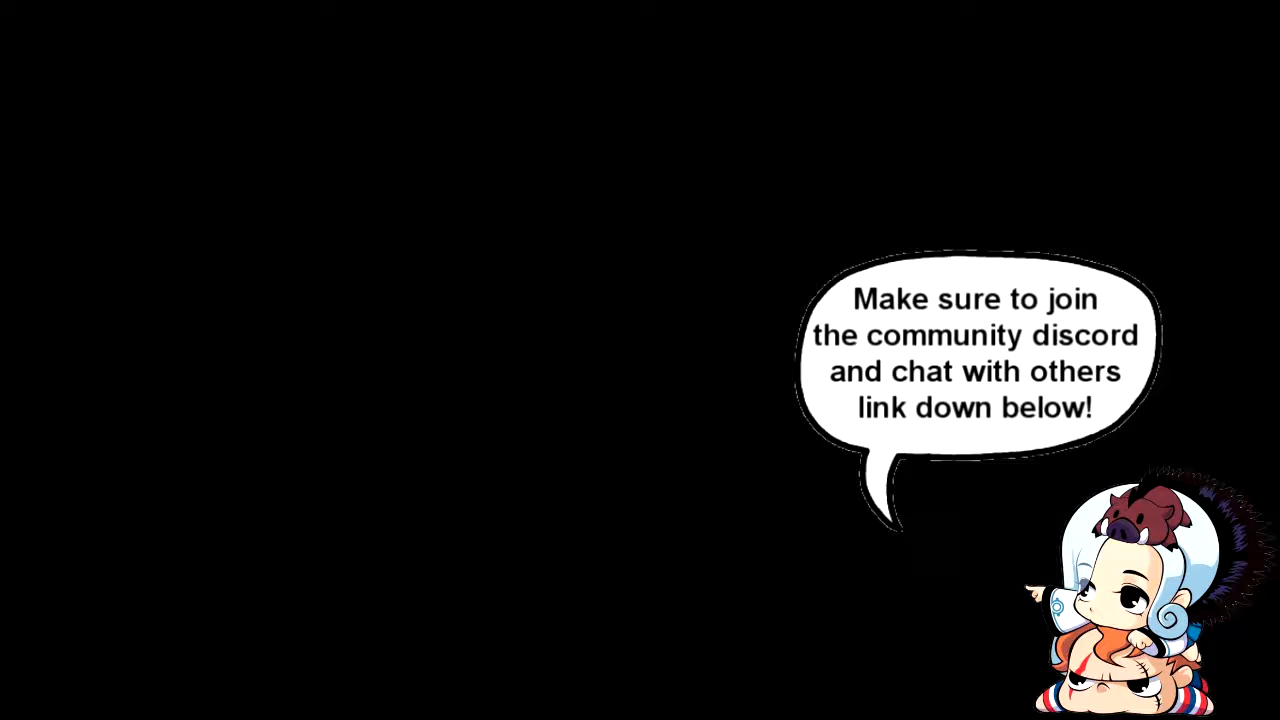 Make sure to join
the community discord
and chat with others
link down below!